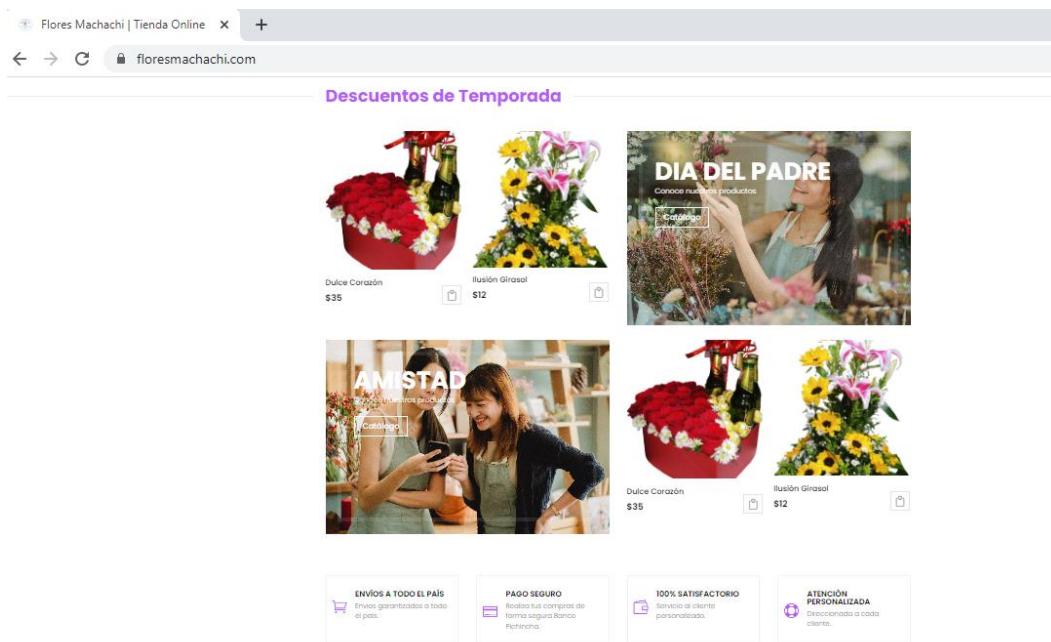 Flores Machachi | Tienda Online
floresmachachi.com
Descuentos de Temporada
Dulce Corazón
$35
Ilusión Girasol
$12
DIA DEL PADRE
Conoce nuestros productos
Catálogo
AMISTAD
Conoce nuestros productos
Catálogo
Dulce Corazón
$35
Ilusión Girasol
$12
ENVÍOS A TODO EL PAÍS
Envíos garantizados a todo
el país.
PAGO SEGURO
Realiza tus compras de
forma segura Banco
Pichincha.
100% SATISFACTORIO
Servicio al cliente
personalizado.
ATENCIÓN
PERSONALIZADA
Direccionada a cada
cliente.